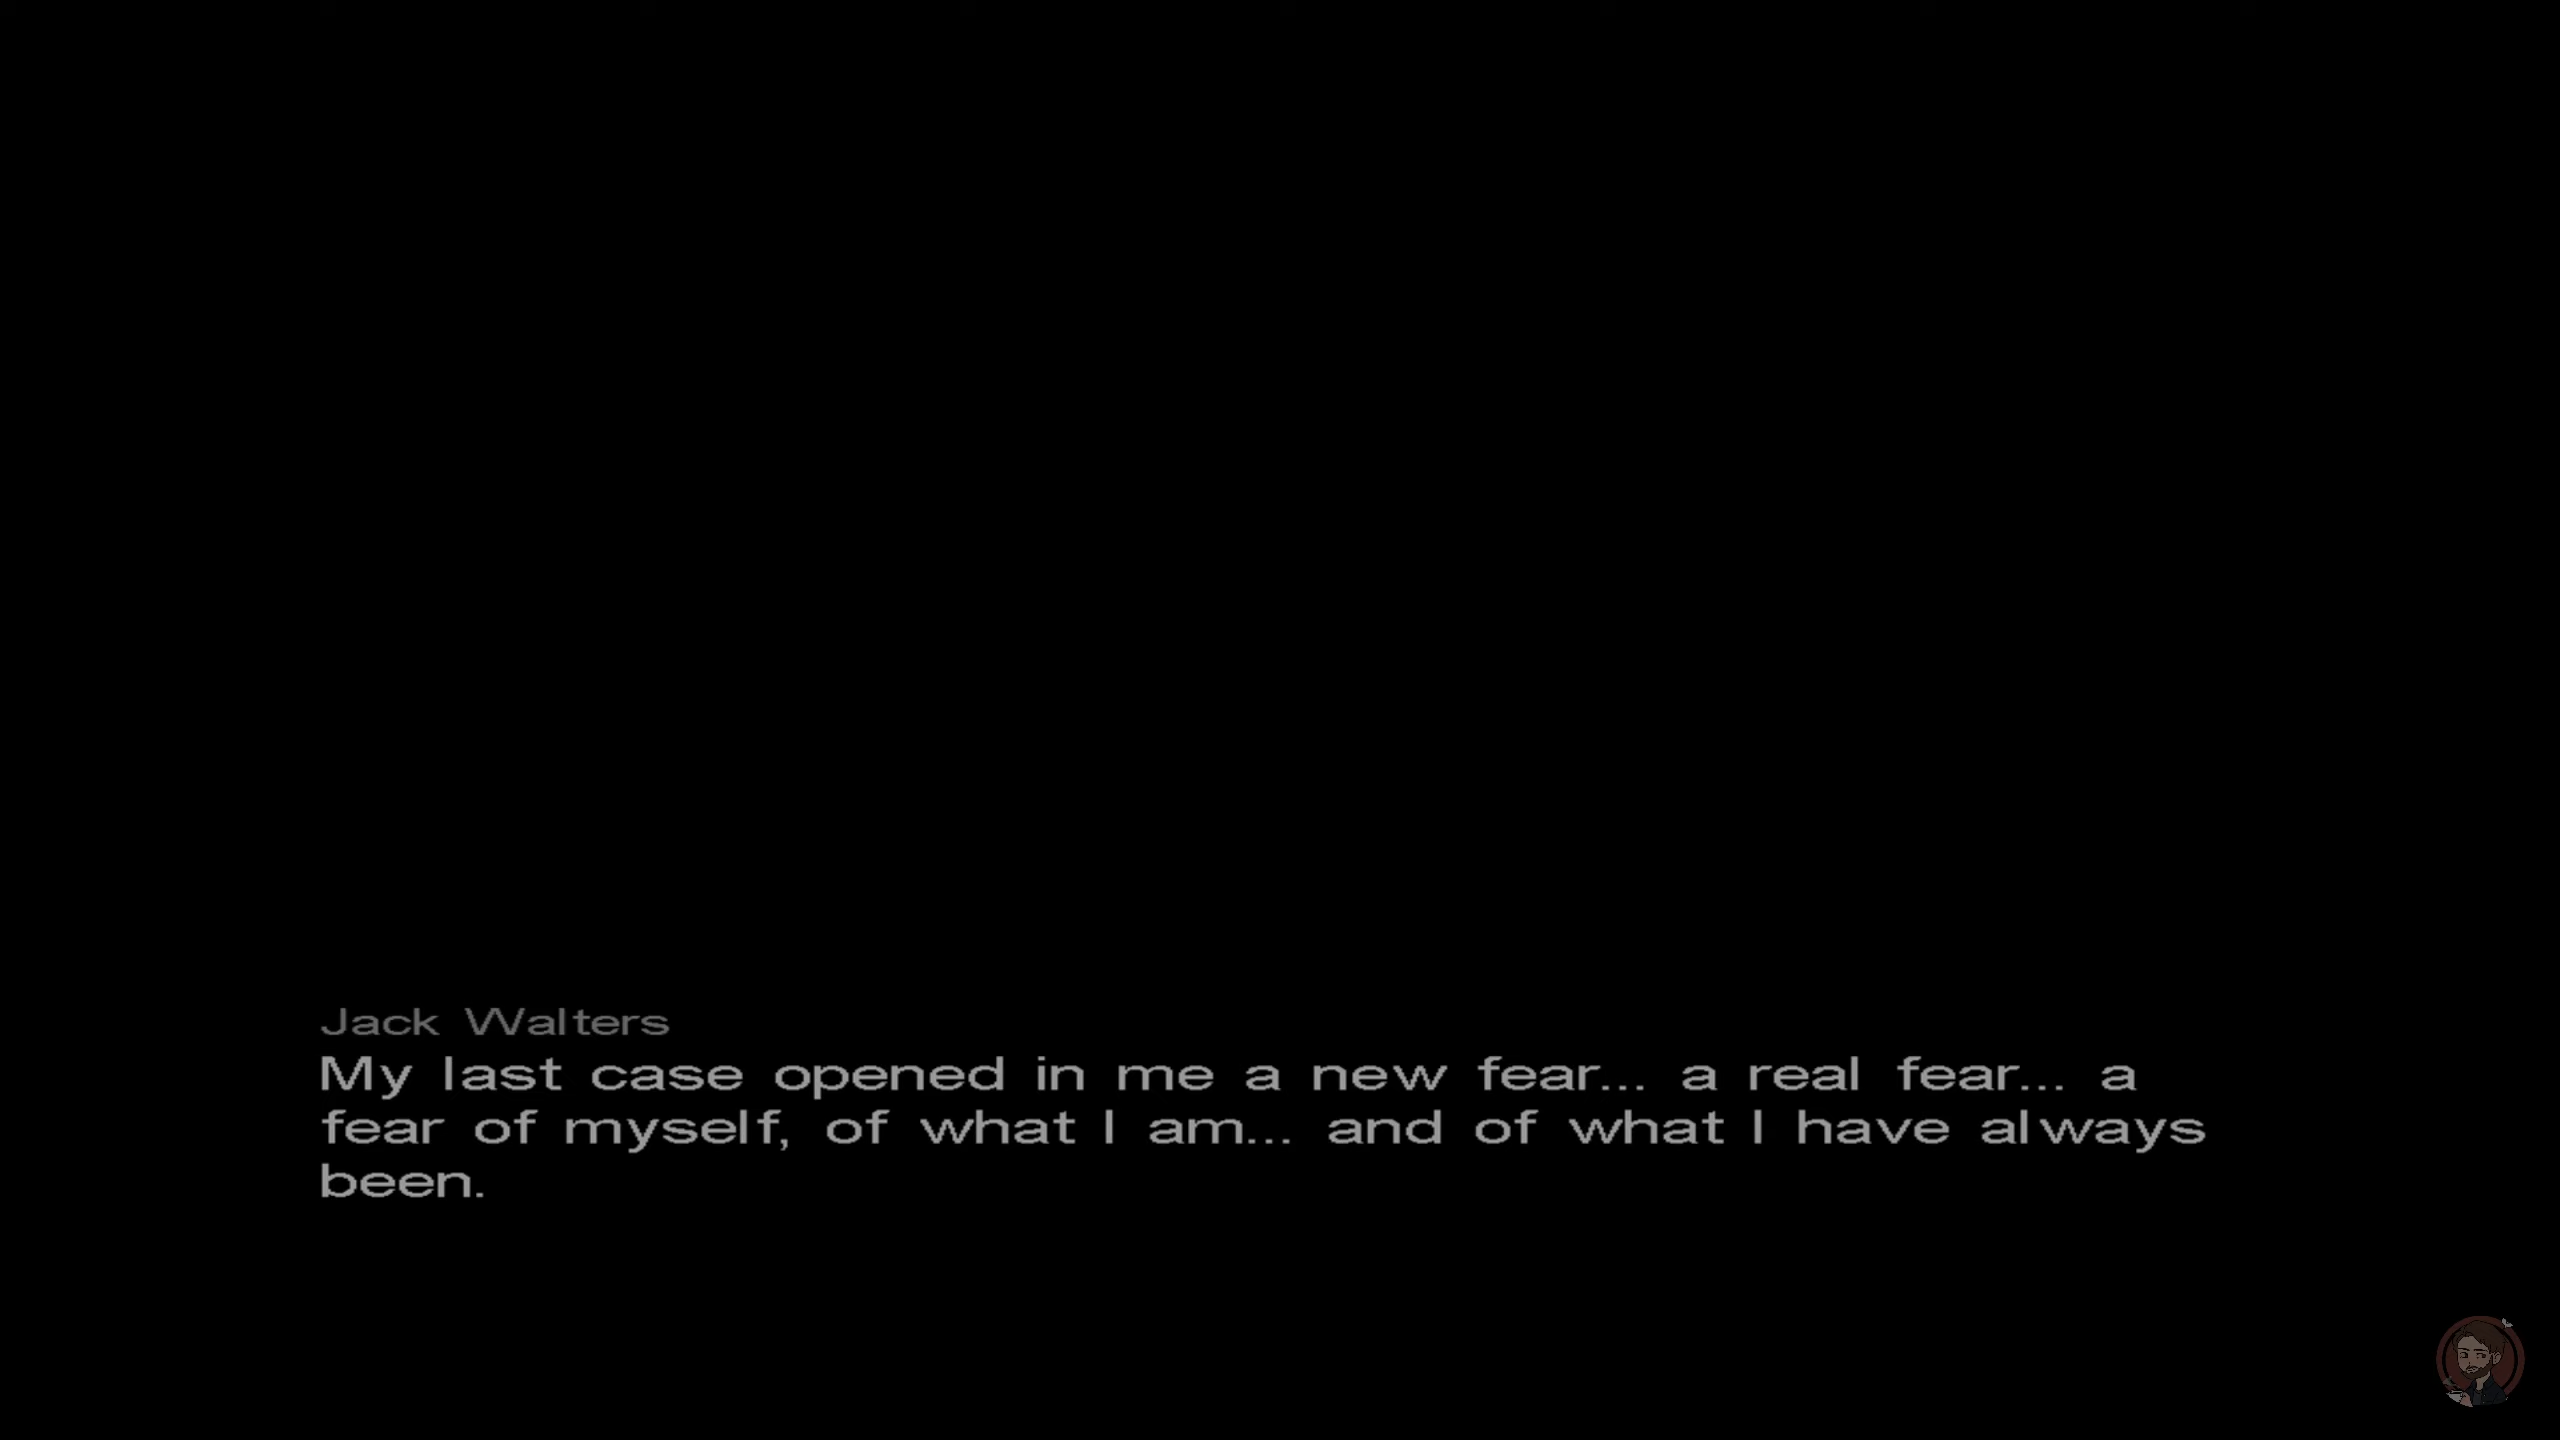 Jack Walters
My last case opened in me a new fear... a real fear... a
fear of myself, of what I am... and of what I have always
been.